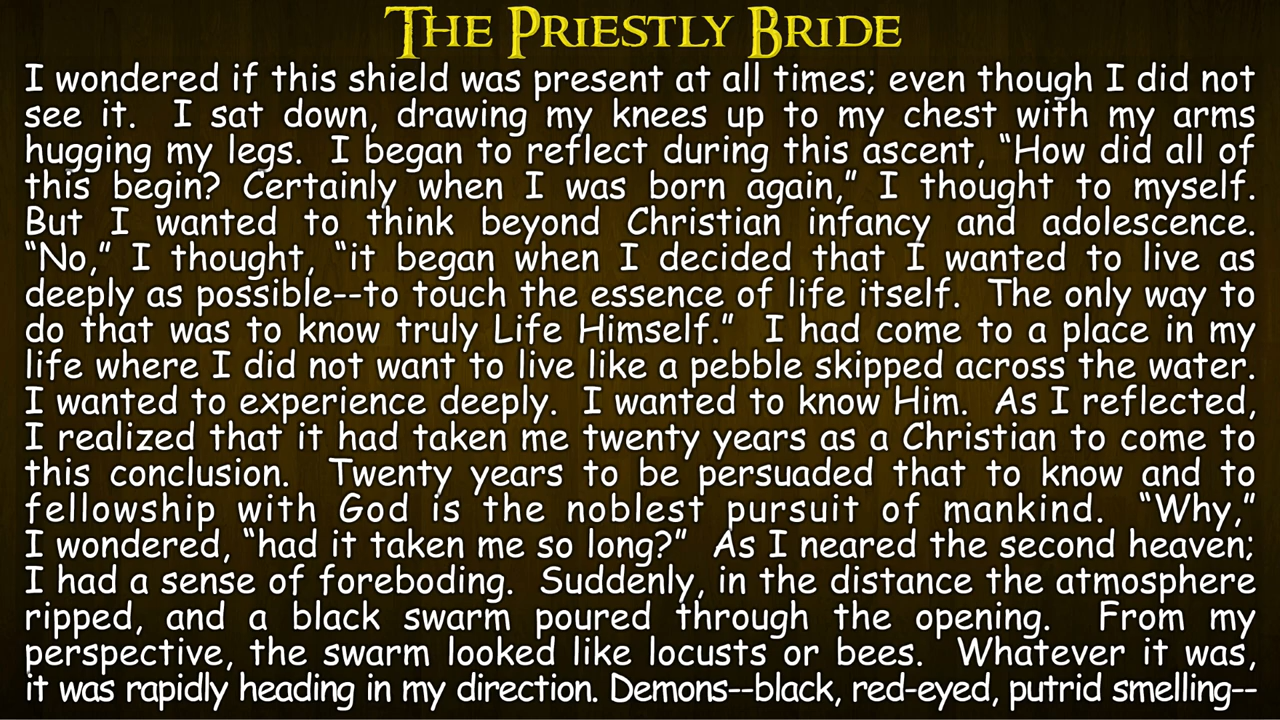 The Priestly Bride
I wondered if this shield was present at all times; even though I did not
see it. I sat down, drawing my knees up to my chest with my arms
hugging my legs. I began to reflect during this ascent, “How did all of
this begin? Certainly when I was born again,” I thought to myself.
But I wanted to think beyond Christian infancy and adolescence.
“No,” I thought, “it began when I decided that I wanted to live as
deeply as possible--to touch the essence of life itself. The only way to
do that was to know truly Life Himself.” I had come to a place in my
life where I did not want to live like a pebble skipped across the water.
I wanted to experience deeply. I wanted to know Him. As I reflected,
I realized that it had taken me twenty years as a Christian to come to
this conclusion. Twenty years to be persuaded that to know and to
fellowship with God is the noblest pursuit of mankind. “Why,”
I wondered, “had it taken me so long?” As I neared the second heaven;
I had a sense of foreboding. Suddenly, in the distance the atmosphere
ripped, and a black swarm poured through the opening. From my
perspective, the swarm looked like locusts or bees. Whatever it was,
it was rapidly heading in my direction. Demons--black, red-eyed, putrid smelling--